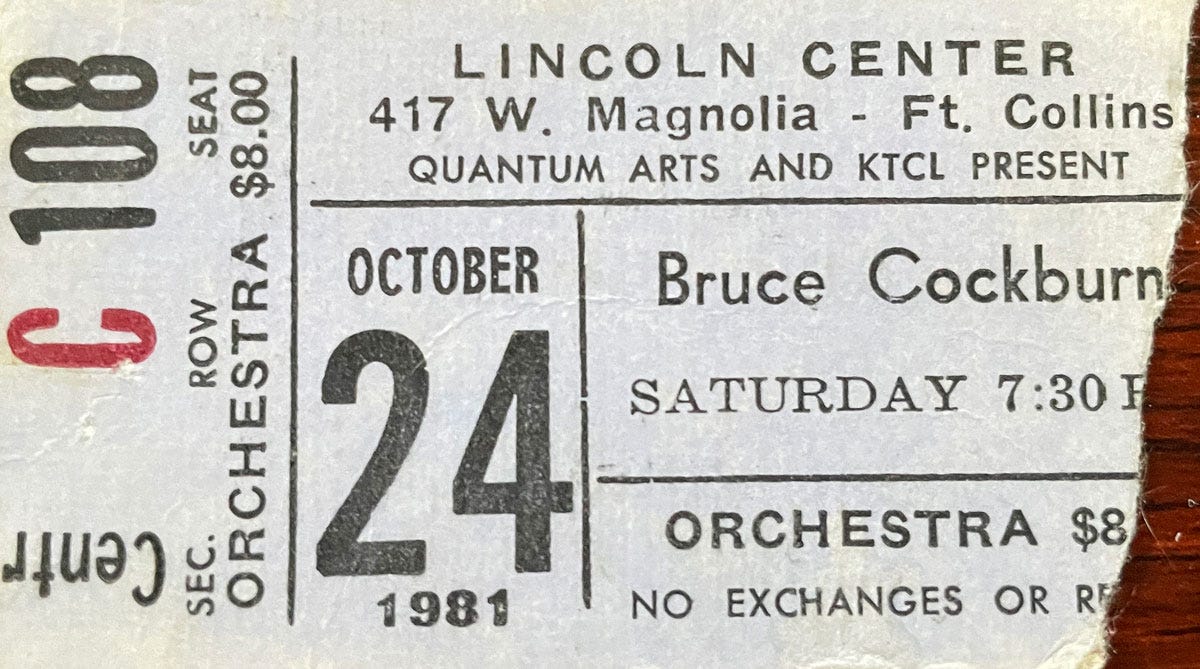 LINCOLN CENTER
417 W. Magnolia - Ft. Collins
QUANTUM ARTS AND KTCL PRESENT
OCTOBER
24
1981
Bruce Cockburn
SATURDAY 7:30
ORCHESTRA $8
NO EXCHANGES OR
Centr C 108
SEC. ROW SEAT
ORCHESTRA $8.00